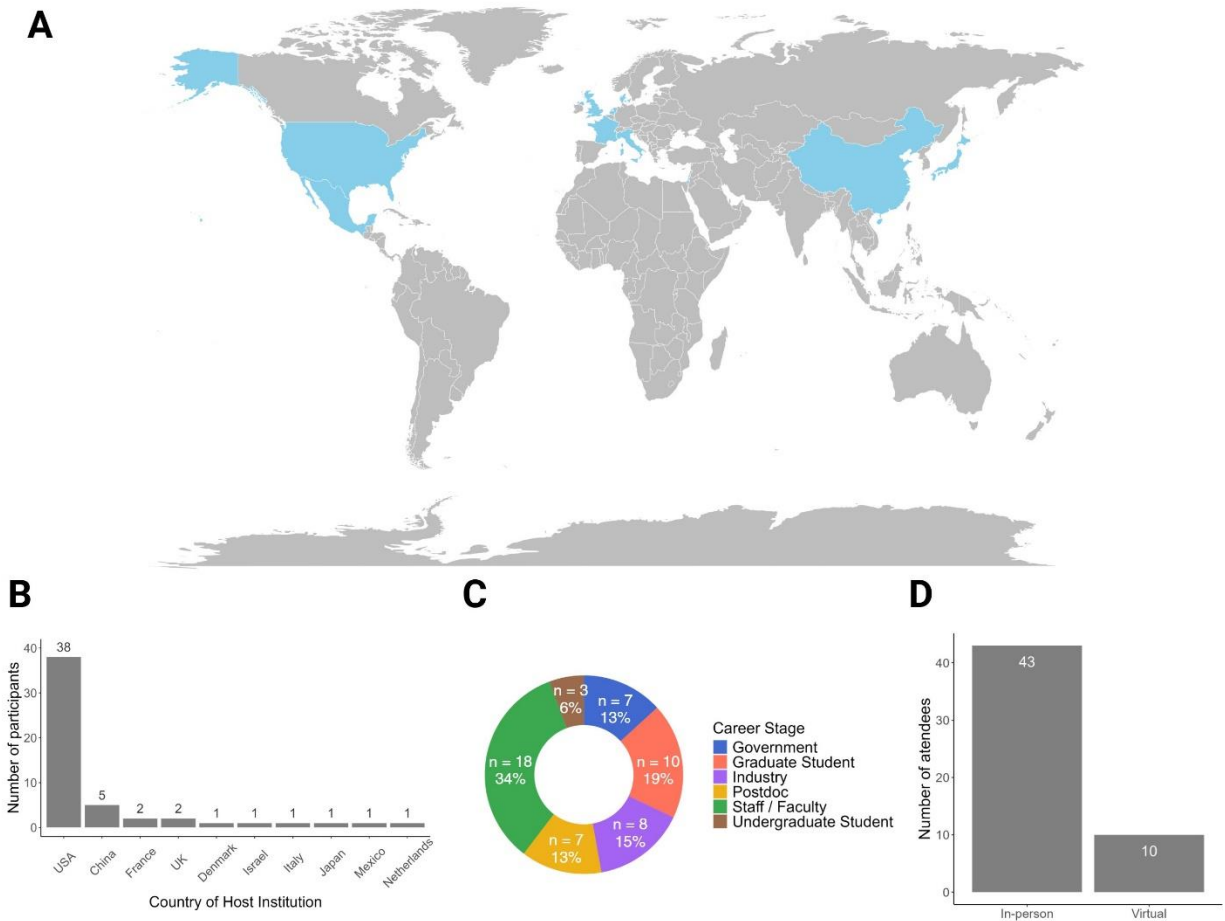 A
B
Number of participants
40
30
20
10
0
38
5
2
2
1
1
1
1
1
1
USA
China
France
UK
Denmark
Israel
Italy
Japan
Mexico
Netherlands
Country of Host Institution
C
n = 3
6%
n = 7
13%
n = 10
19%
n = 8
15%
n = 7
13%
n = 18
34%
Career Stage
Government
Graduate Student
Industry
Postdoc
Staff / Faculty
Undergraduate Student
D
Number of atendees
40
30
20
10
0
43
10
In-person
Virtual